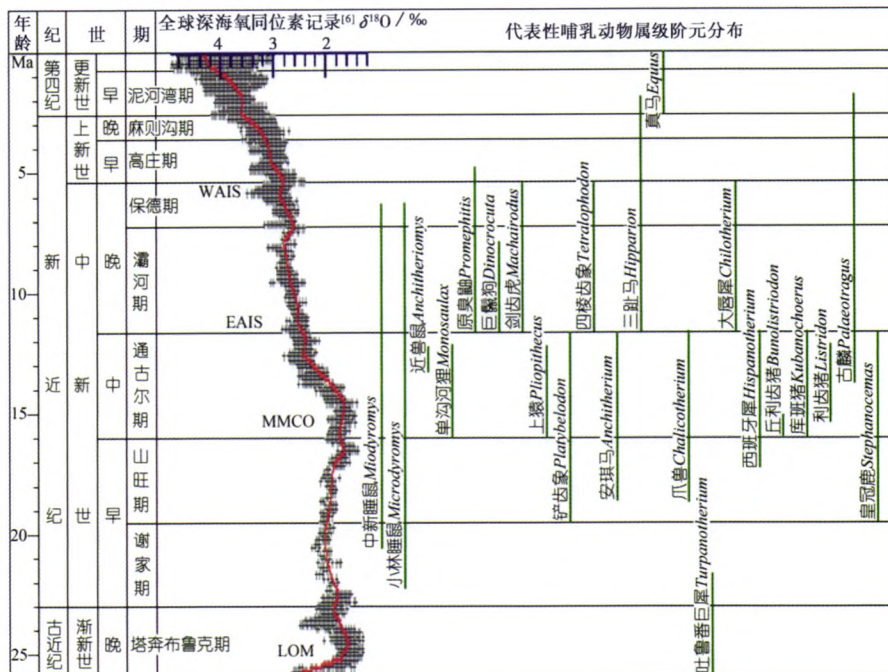 年龄 纪 世 期 全球深海氧同位素记录[6] δ18O / ‰ 代表性哺乳动物属级阶元分布
Ma 4 3 2
第四纪 更新世 早 泥河湾期
新近纪 上新世 晚 麻则沟期
早 高庄期
5
中新世 晚 保德期
灞河期
10
中 通古尔期
15
早 山旺期
20
谢家期
古近纪 渐新世 晚 塔奔布鲁克期
25
WAIS
EAIS
MMCO
LOM
中新睡鼠Miodyromys
小林睡鼠Microdyromys
近兽鼠Anchitheriomys
单沟河狸Monosaulax
原臭鼬Promephitis
巨鬣狗Dinocrocuta
剑齿虎Machairodus
上猿Pliopithecus
铲齿象Platybelodon
四棱齿象Tetralophodon
安琪马Anchitherium
三趾马Hipparion
真马Equus
爪兽Chalicotherium
吐鲁番巨犀Turpanotherium
大唇犀Chilotherium
西班牙犀Hispanotherium
丘利齿猪Bunolistriodon
库班猪Kubanochoerus
利齿猪Listridon
古麟Palaeotragus
皇冠鹿Stephanocemas